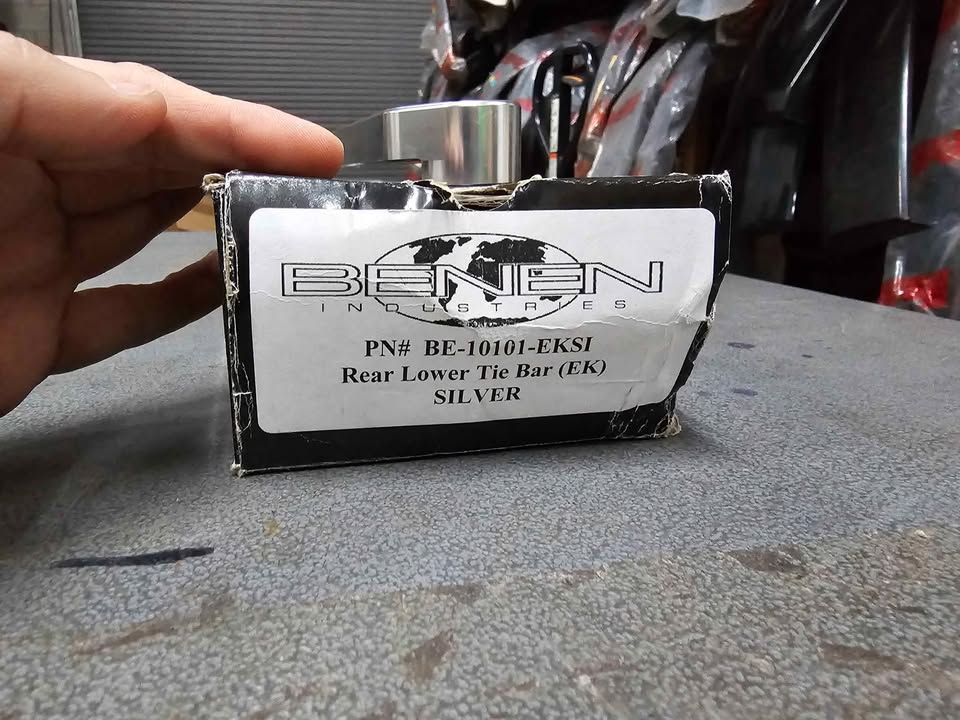 BENEN
INDUSTRIES
PN# BE-10101-EKSI
Rear Lower Tie Bar (EK)
SILVER